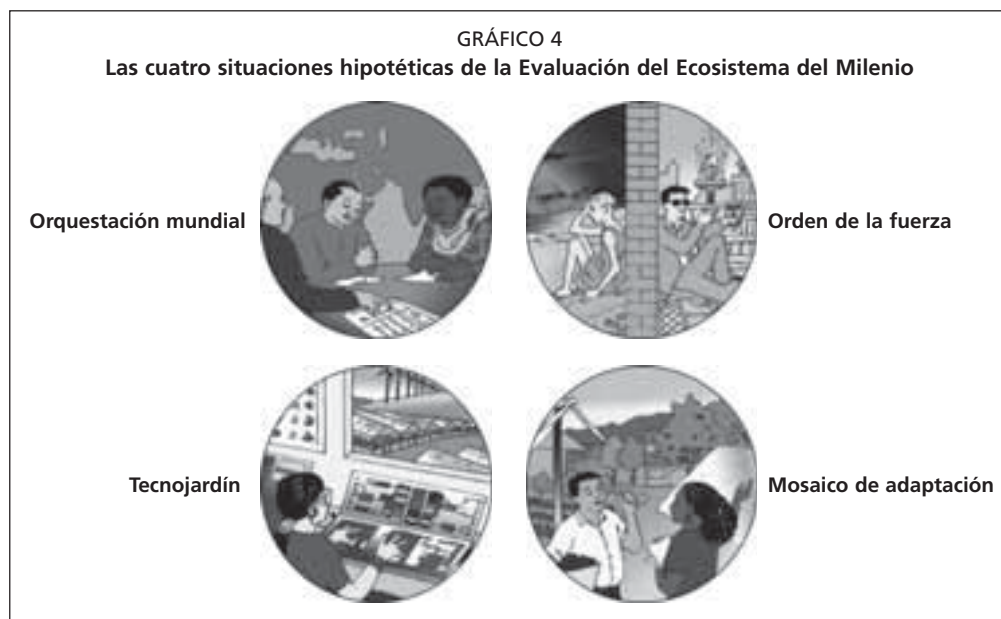 GRÁFICO 4
Las cuatro situaciones hipotéticas de la Evaluación del Ecosistema del Milenio
Orquestación mundial
Orden de la fuerza
Tecnojardín
Mosaico de adaptación